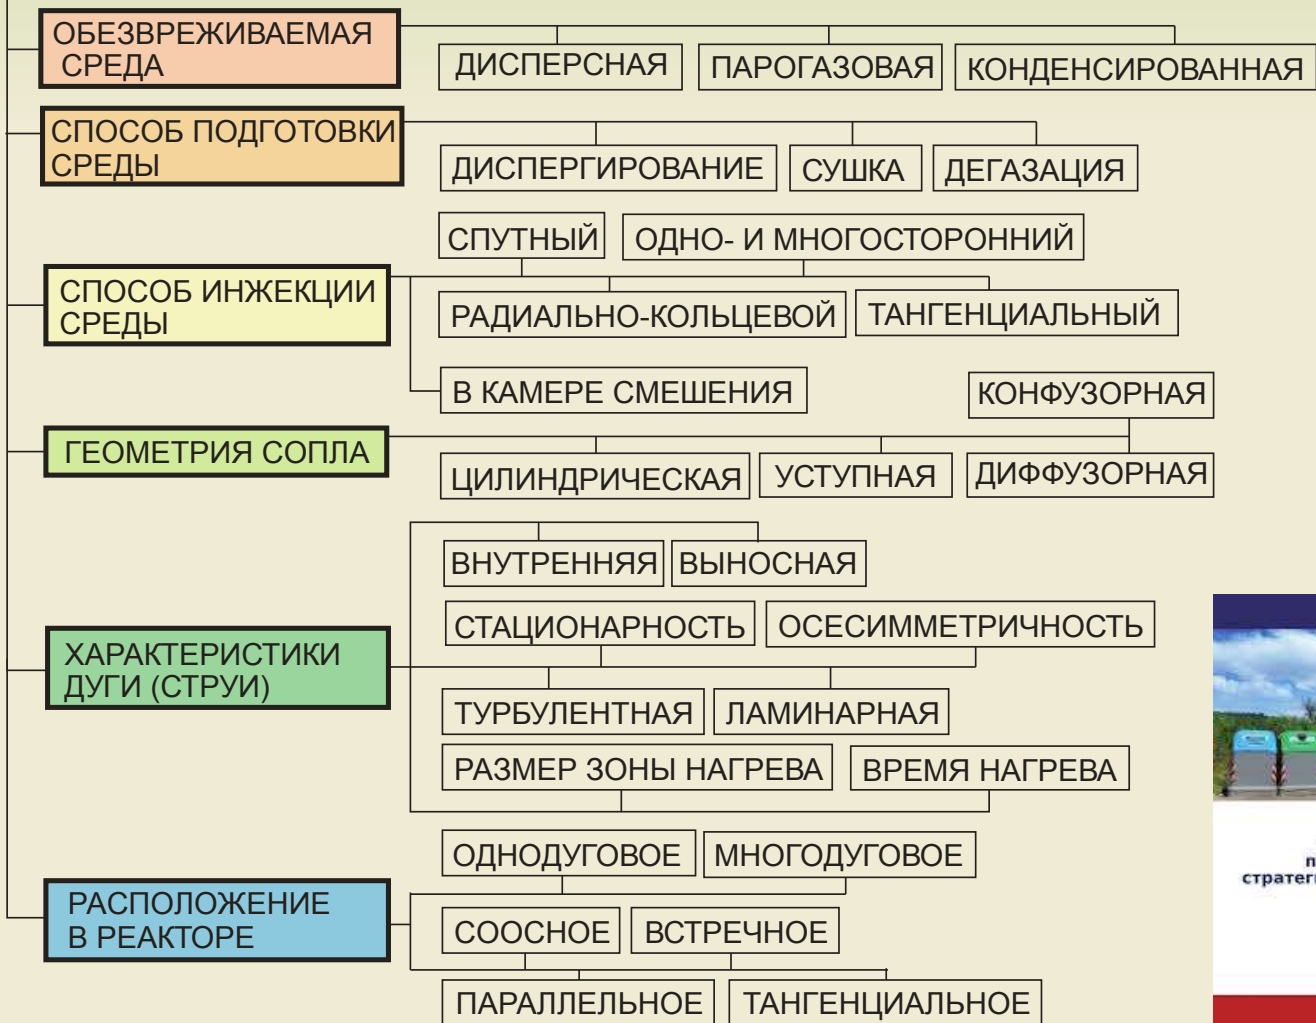 ОБЕЗВРЕЖИВАЕМАЯ
СРЕДА
ДИСПЕРСНАЯ
ПАРОГАЗОВАЯ
КОНДЕНСИРОВАННАЯ
СПОСОБ ПОДГОТОВКИ
СРЕДЫ
ДИСПЕРГИРОВАНИЕ
СУШКА
ДЕГАЗАЦИЯ
СПОСОБ ИНЖЕКЦИИ
СРЕДЫ
СПУТНЫЙ
ОДНО- И МНОГОСТОРОННИЙ
РАДИАЛЬНО-КОЛЬЦЕВОЙ
ТАНГЕНЦИАЛЬНЫЙ
В КАМЕРЕ СМЕШЕНИЯ
ГЕОМЕТРИЯ СОПЛА
КОНФУЗОРНАЯ
ЦИЛИНДРИЧЕСКАЯ
УСТУПНАЯ
ДИФФУЗОРНАЯ
ХАРАКТЕРИСТИКИ
ДУГИ (СТРУИ)
ВНУТРЕННЯЯ
ВЫНОСНАЯ
СТАЦИОНАРНОСТЬ
ОСЕСИММЕТРИЧНОСТЬ
ТУРБУЛЕНТНАЯ
ЛАМИНАРНАЯ
РАЗМЕР ЗОНЫ НАГРЕВА
ВРЕМЯ НАГРЕВА
РАСПОЛОЖЕНИЕ
В РЕАКТОРЕ
ОДНОДУГОВОЕ
МНОГОДУГОВОЕ
СООСНОЕ
ВСТРЕЧНОЕ
ПАРАЛЛЕЛЬНОЕ
ТАНГЕНЦИАЛЬНОЕ